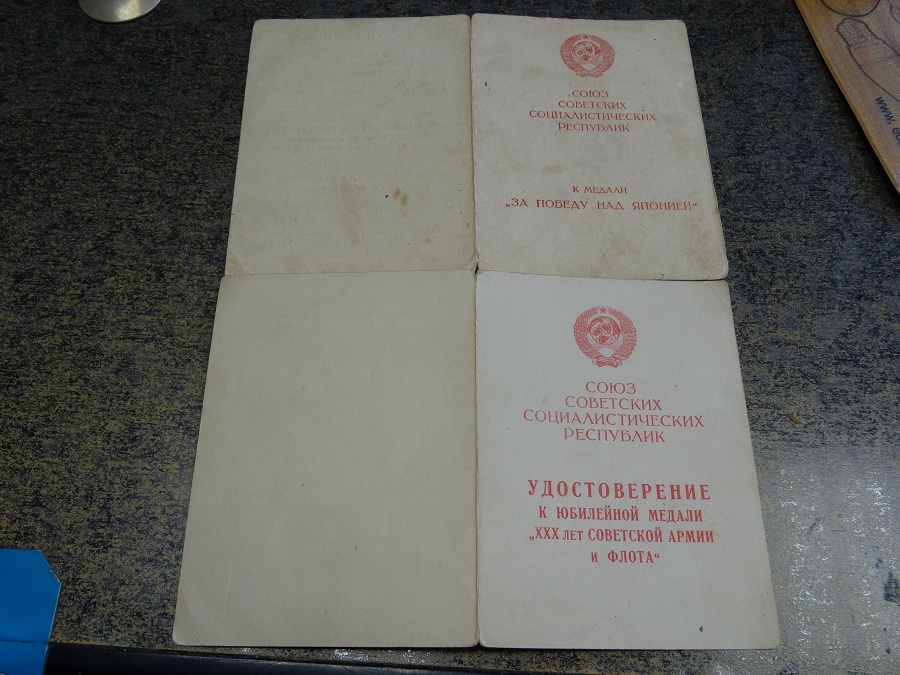 СОЮЗ
СОВЕТСКИХ
СОЦИАЛИСТИЧЕСКИХ
РЕСПУБЛИК
К МЕДАЛИ
„ЗА ПОБЕДУ НАД ЯПОНИЕЙ“
СОЮЗ
СОВЕТСКИХ
СОЦИАЛИСТИЧЕСКИХ
РЕСПУБЛИК
УДОСТОВЕРЕНИЕ
К ЮБИЛЕЙНОЙ МЕДАЛИ
„XXX ЛЕТ СОВЕТСКОЙ АРМИИ
И ФЛОТА“